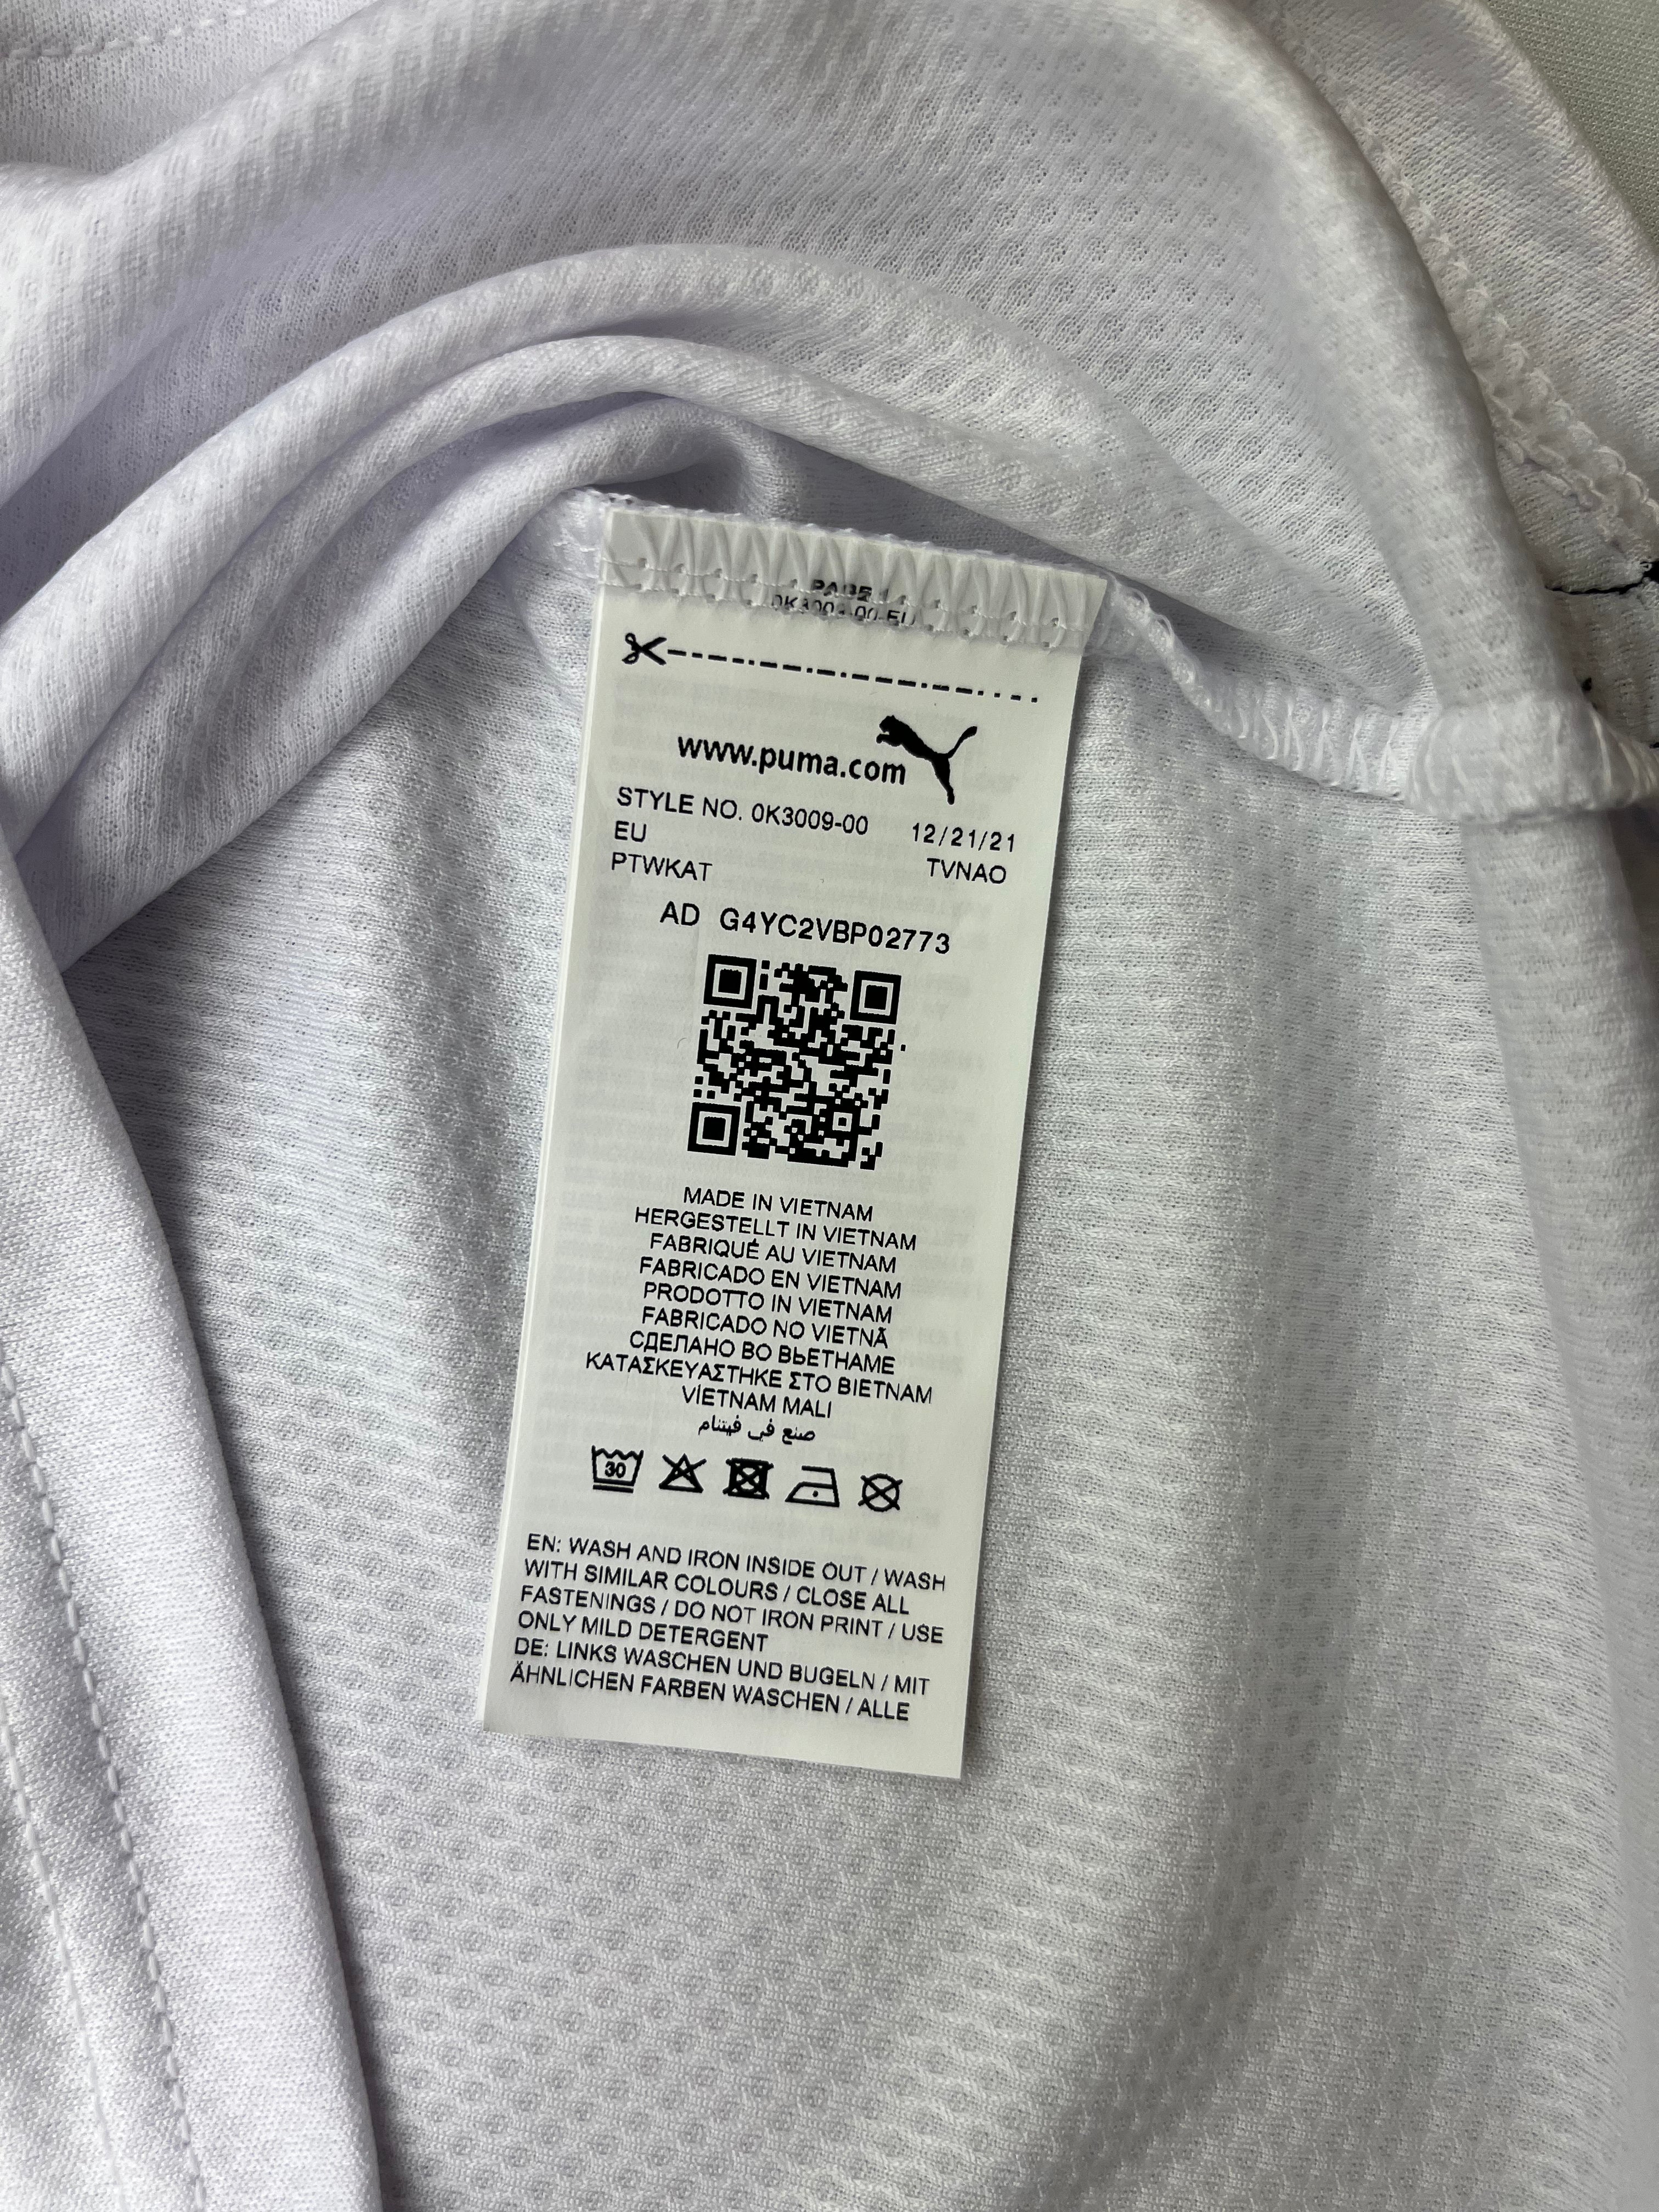 PAGE 1
www.puma.com
STYLE NO. 0K3009-00 12/21/21
EU TVNAO
PTWKAT
AD G4YC2VBP02773
MADE IN VIETNAM
HERGESTELLT IN VIETNAM
FABRIQUÉ AU VIETNAM
FABRICADO EN VIETNAM
PRODOTTO IN VIETNAM
FABRICADO NO VIETNÃ
СДЕЛАНО ВО ВЬЕТНАМЕ
ΚΑΤΑΣΚΕΥΑΣΤΗΚΕ ΣΤΟ ΒΙΕΤΝΑΜ
VİETNAM MALI
صنع في فيتنام
30
EN: WASH AND IRON INSIDE OUT / WASH
WITH SIMILAR COLOURS / CLOSE ALL
FASTENINGS / DO NOT IRON PRINT / USE
ONLY MILD DETERGENT
DE: LINKS WASCHEN UND BUGELN / MIT
ÄHNLICHEN FARBEN WASCHEN / ALLE